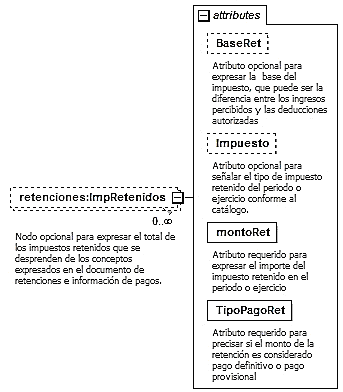 attributes
BaseRet
Atributo opcional para
expresar la base del
impuesto, que puede ser la
diferencia entre los ingresos
percibidos y las deducciones
autorizadas
Impuesto
Atributo opcional para
señalar el tipo de impuesto
retenido del periodo o
ejercicio conforme al
catálogo.
retenciones:ImpRetenidos
0..∞
Nodo opcional para expresar el total de
los impuestos retenidos que se
desprenden de los conceptos
expresados en el documento de
retenciones e información de pagos.
montoRet
Atributo requerido para
expresar el importe del
impuesto retenido en el
periodo o ejercicio
TipoPagoRet
Atributo requerido para
precisar si el monto de la
retención es considerado
pago definitivo o pago
provisional